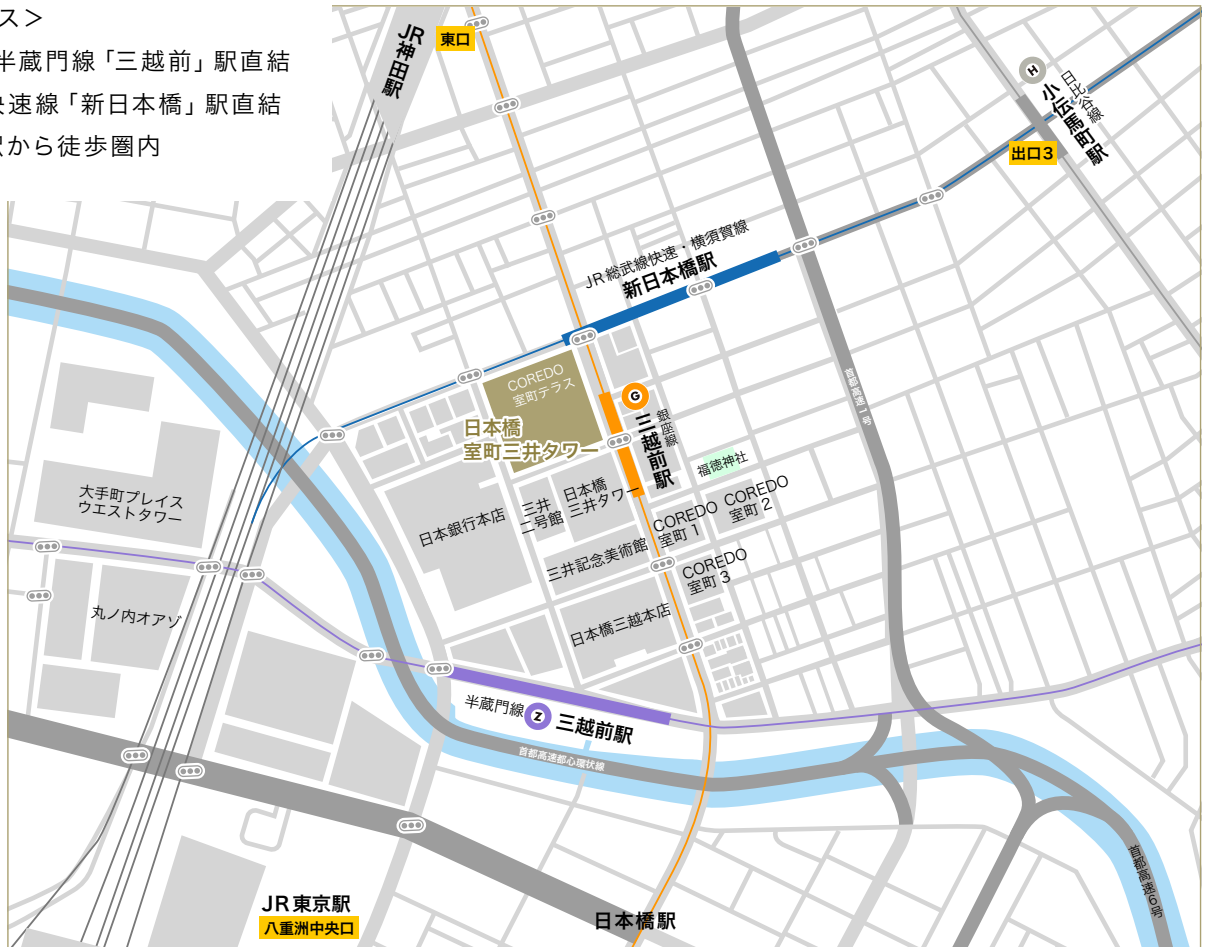 ス＞
半蔵門線「三越前」駅直結
快速線「新日本橋」駅直結
から徒歩圏内
JR
神田駅
東口
H
日比谷線
小伝馬町駅
出口3
JR総武線快速・横須賀線
新日本橋駅
首都高速1号
COREDO
室町テラス
日本橋
室町三井タワー
G
銀座線
三越前駅
福徳神社
大手町プレイス
ウエストタワー
日本銀行本店
三井
二号館
日本橋
三井タワー
COREDO
室町1
COREDO
室町2
三井記念美術館
COREDO
室町3
丸ノ内オアゾ
日本橋三越本店
半蔵門線
Z
三越前駅
首都高速都心環状線
首都高速6号
JR東京駅
八重洲中央口
日本橋駅